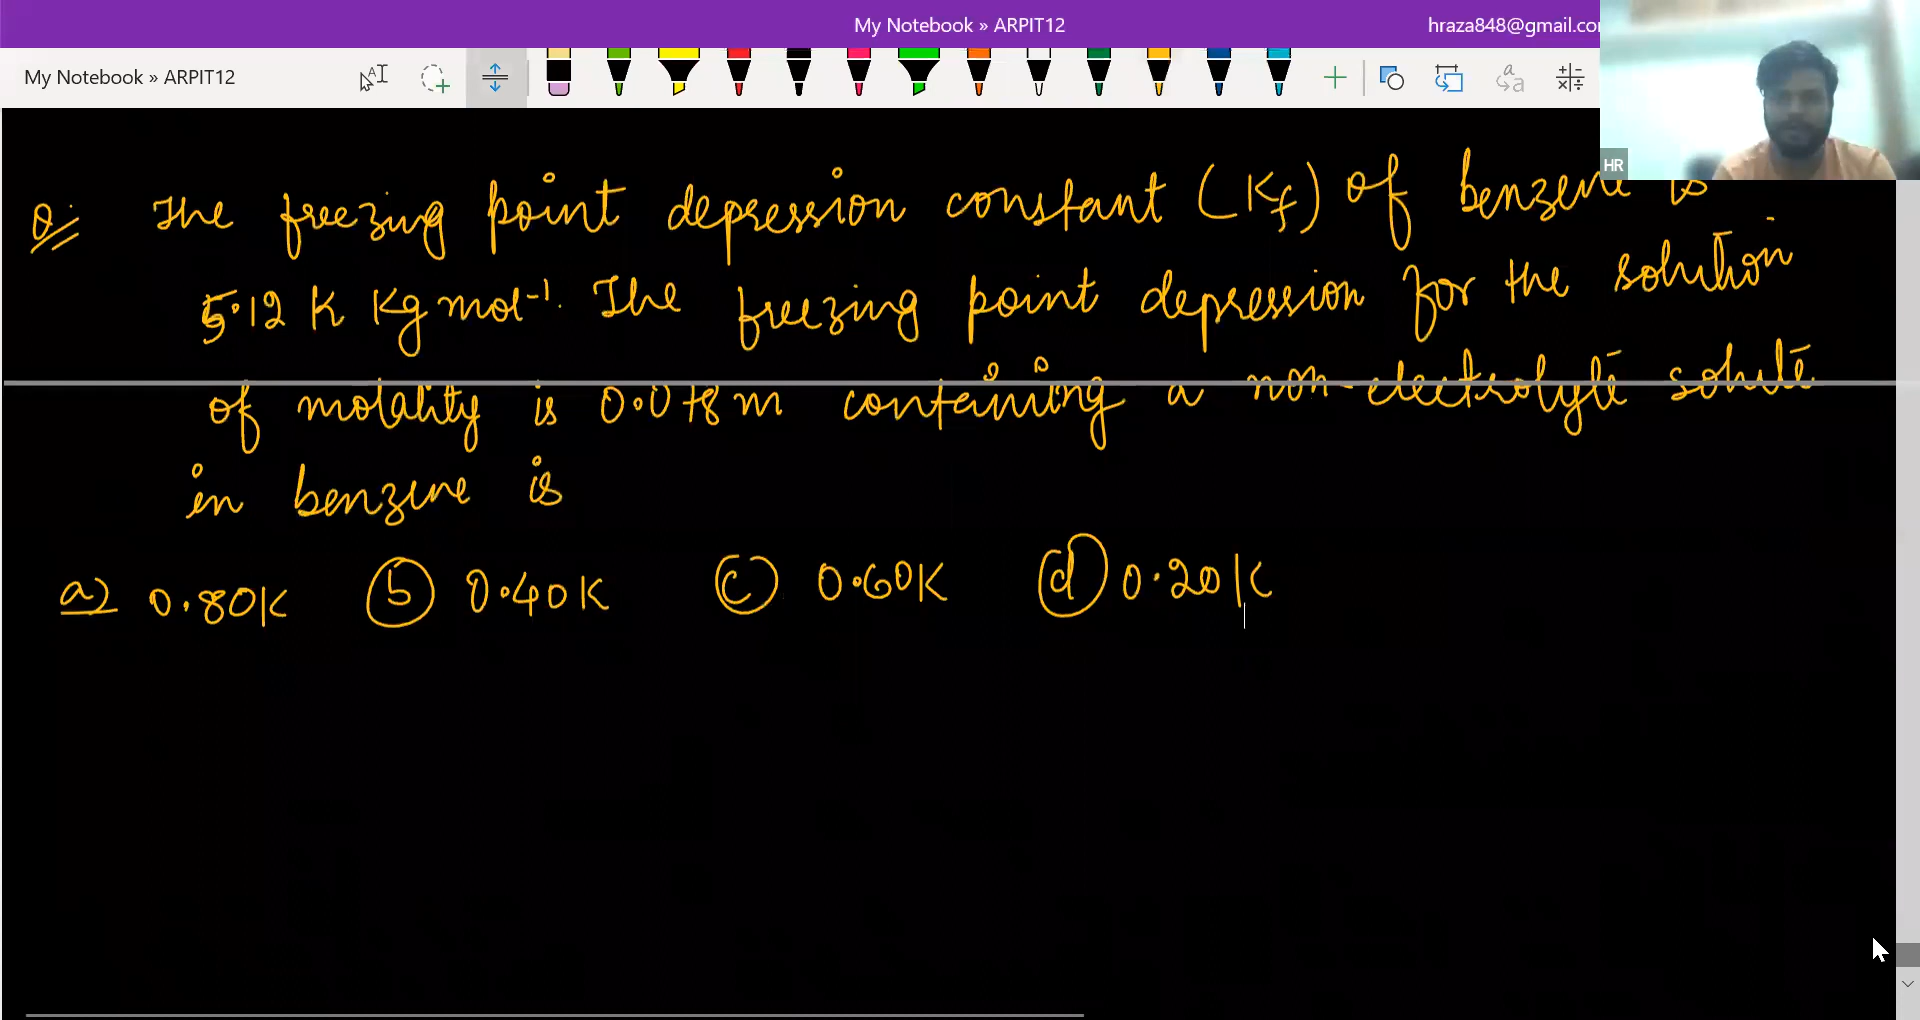 My Notebook » ARPIT12
hraza848@gmail.co
My Notebook » ARPIT12
HR
Q: The freezing point depression constant (Kf) of benzene is
5.12 K Kg mol⁻¹. The freezing point depression for the solution
of molality is 0.078 m containing a non-electrolyte solute
in benzene is
a) 0.80K (b) 0.40K (c) 0.60K (d) 0.20K